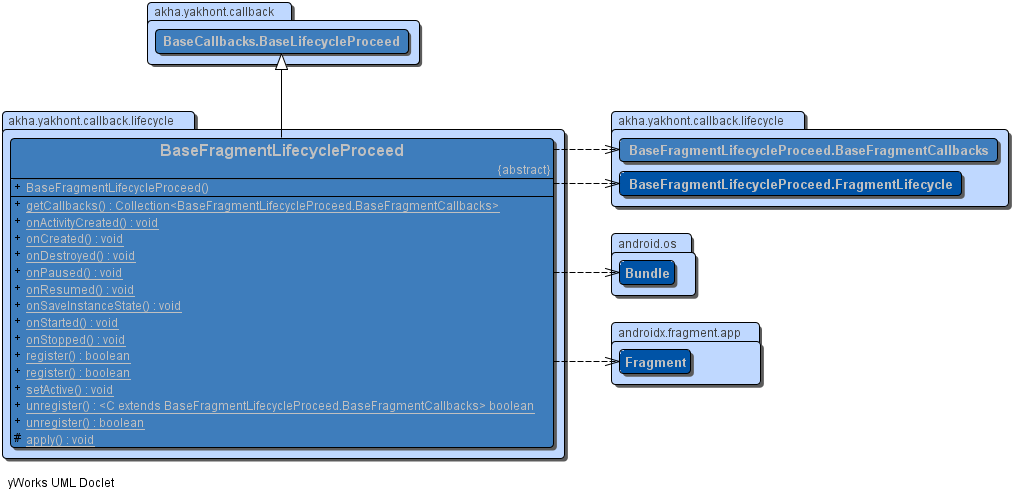 akha.yakhont.callback
BaseCallbacks.BaseLifecycleProceed
akha.yakhont.callback.lifecycle
BaseFragmentLifecycleProceed
{abstract}
+ BaseFragmentLifecycleProceed()
+ getCallbacks() : Collection<BaseFragmentLifecycleProceed.BaseFragmentCallbacks>
+ onActivityCreated() : void
+ onCreated() : void
+ onDestroyed() : void
+ onPaused() : void
+ onResumed() : void
+ onSaveInstanceState() : void
+ onStarted() : void
+ onStopped() : void
+ register() : boolean
+ register() : boolean
+ setActive() : void
+ unregister() : <C extends BaseFragmentLifecycleProceed.BaseFragmentCallbacks> boolean
+ unregister() : boolean
# apply() : void
akha.yakhont.callback.lifecycle
BaseFragmentLifecycleProceed.BaseFragmentCallbacks
BaseFragmentLifecycleProceed.FragmentLifecycle
android.os
Bundle
androidx.fragment.app
Fragment
yWorks UML Doclet